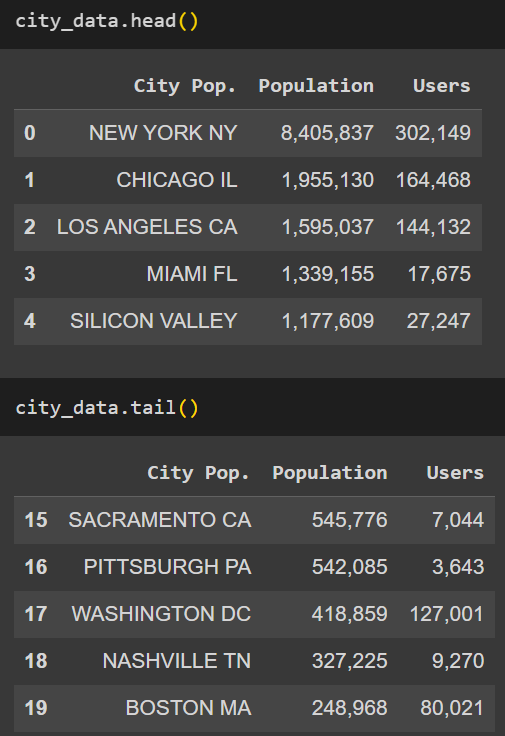 city_data.head()
City Pop. Population Users
0 NEW YORK NY 8,405,837 302,149
1 CHICAGO IL 1,955,130 164,468
2 LOS ANGELES CA 1,595,037 144,132
3 MIAMI FL 1,339,155 17,675
4 SILICON VALLEY 1,177,609 27,247
city_data.tail()
City Pop. Population Users
15 SACRAMENTO CA 545,776 7,044
16 PITTSBURGH PA 542,085 3,643
17 WASHINGTON DC 418,859 127,001
18 NASHVILLE TN 327,225 9,270
19 BOSTON MA 248,968 80,021